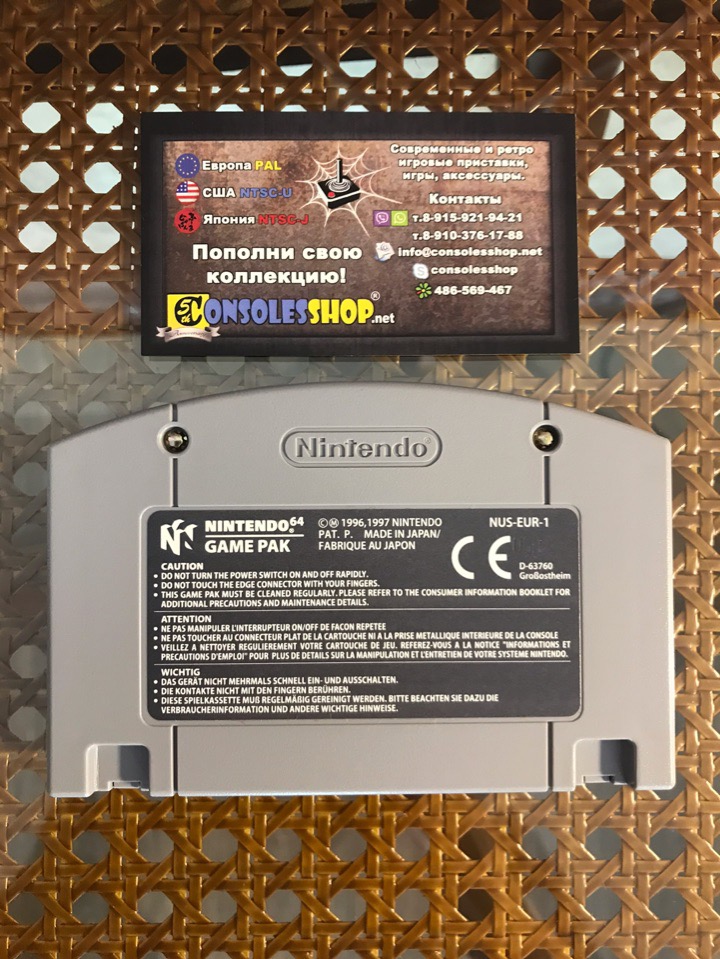 Европа PAL
США NTSC-U
Япония NTSC-J
Пополни свою
коллекцию!
CONSOLESSHOP®.net
Современные и ретро
игровые приставки,
игры, аксессуары.
Контакты
т.8-915-921-94-21
т.8-910-376-17-88
info@consolesshop.net
consolesshop
486-569-467
Nintendo®
NINTENDO®64
GAME PAK
©Ⓜ 1996,1997 NINTENDO
PAT. P. MADE IN JAPAN/
FABRIQUE AU JAPON
NUS-EUR-1
CE
D-63760
Großostheim
CAUTION
• DO NOT TURN THE POWER SWITCH ON AND OFF RAPIDLY.
• DO NOT TOUCH THE EDGE CONNECTOR WITH YOUR FINGERS.
• THIS GAME PAK MUST BE CLEANED REGULARLY. PLEASE REFER TO THE CONSUMER INFORMATION BOOKLET FOR
ADDITIONAL PRECAUTIONS AND MAINTENANCE DETAILS.
ATTENTION
• NE PAS MANIPULER L'INTERRUPTEUR ON/OFF DE FACON REPETEE
• NE PAS TOUCHER AU CONNECTEUR PLAT DE LA CARTOUCHE NI A LA PRISE METALLIQUE INTERIEURE DE LA CONSOLE
• VEILLEZ A NETTOYER REGULIEREMENT VOTRE CARTOUCHE DE JEU. REFEREZ-VOUS A LA NOTICE "INFORMATIONS ET
PRECAUTIONS D'EMPLOI" POUR PLUS DE DETAILS SUR LA MANIPULATION ET L'ENTRETIEN DE VOTRE SYSTEME NINTENDO.
WICHTIG
• DAS GERÄT NICHT MEHRMALS SCHNELL EIN- UND AUSSCHALTEN.
• DIE KONTAKTE NICHT MIT DEN FINGERN BERÜHREN.
• DIESE SPIELKASSETTE MUß REGELMÄßIG GEREINIGT WERDEN. BITTE BEACHTEN SIE DAZU DIE
VERBRAUCHERINFORMATION UND ANDERE WICHTIGE HINWEISE.